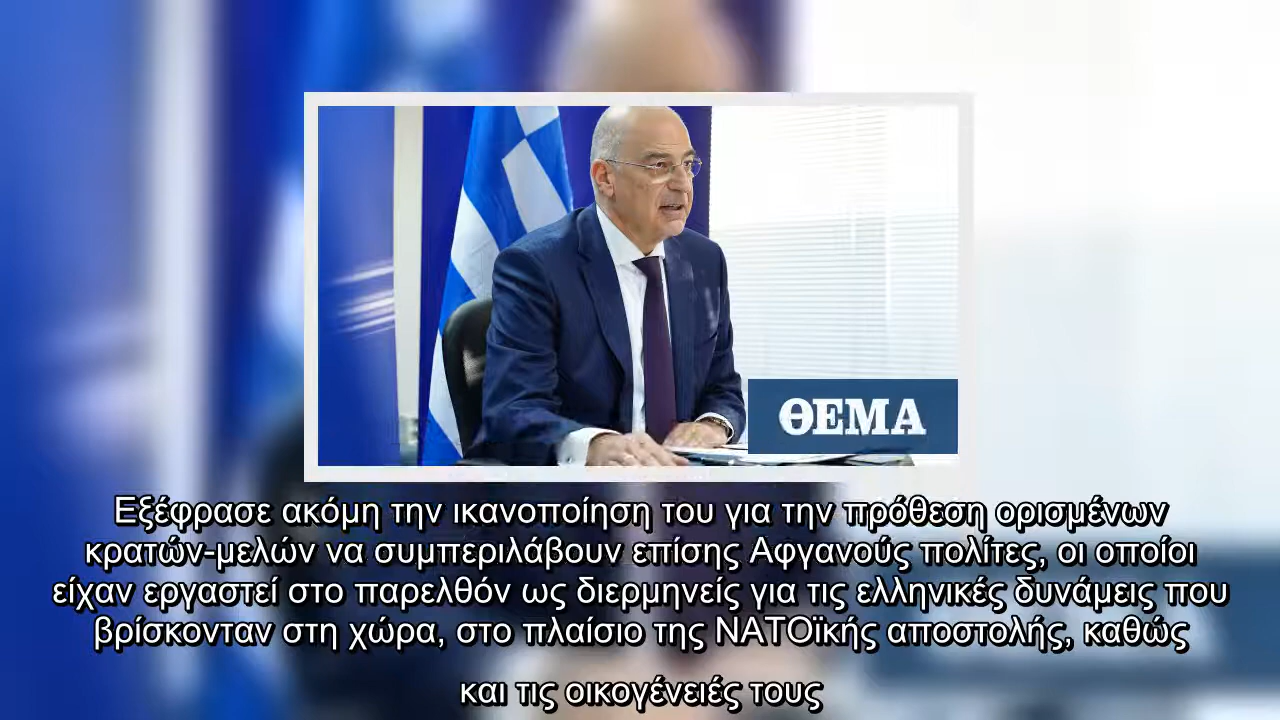 ΘΕΜΑ
Εξέφρασε ακόμη την ικανοποίηση του για την πρόθεση ορισμένων
κρατών-μελών να συμπεριλάβουν επίσης Αφγανούς πολίτες, οι οποίοι
είχαν εργαστεί στο παρελθόν ως διερμηνείς για τις ελληνικές δυνάμεις που
βρίσκονταν στη χώρα, στο πλαίσιο της ΝΑΤΟϊκής αποστολής, καθώς
και τις οικογένειές τους